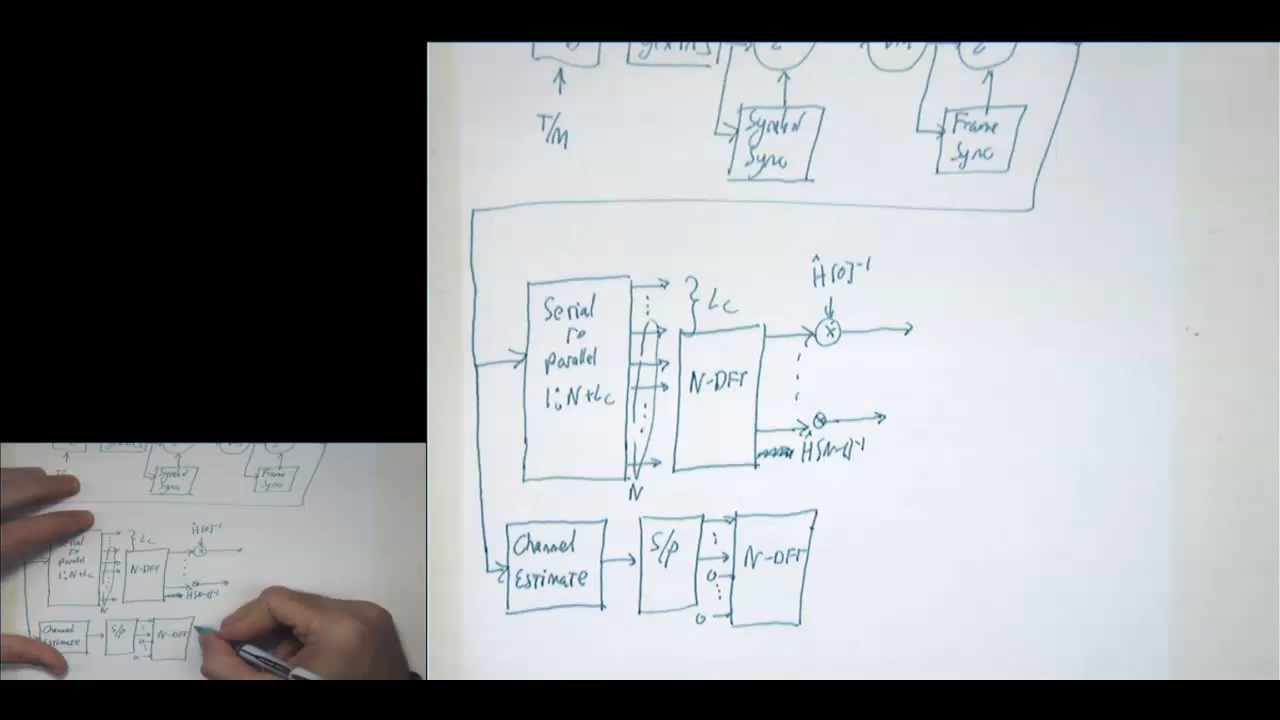 T/M
Symbol
Sync
Frame
Sync
Ĥ[0]⁻¹
Serial
to
parallel
1:N+Lc
Lc
N-DFT
Ĥ[N-1]⁻¹
N
Channel
Estimate
S/P
0
0
N-DFT